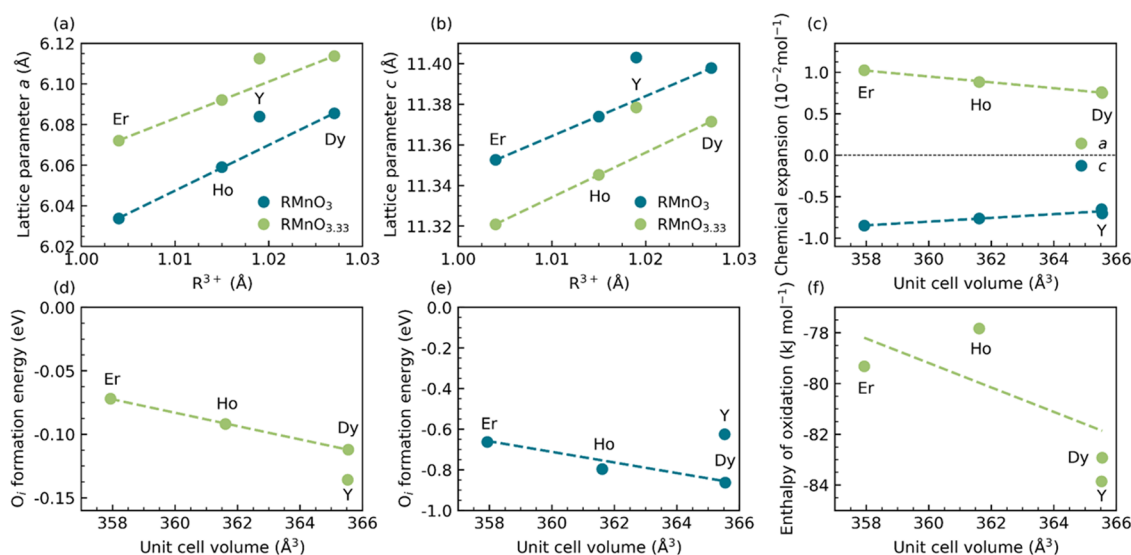 (a)
6.12
6.10
6.08
6.06
6.04
6.02
Lattice parameter a (Å)
Er
Y
Dy
Ho
RMnO₃
RMnO₃.₃₃
1.00
1.01
1.02
1.03
R³⁺ (Å)
(b)
11.40
11.38
11.36
11.34
11.32
Lattice parameter c (Å)
Er
Y
Dy
Ho
RMnO₃
RMnO₃.₃₃
1.00
1.01
1.02
1.03
R³⁺ (Å)
(c)
1.0
0.5
0.0
-0.5
-1.0
Chemical expansion (10⁻² mol⁻¹)
Er
Ho
Dy
a
c
Y
358
360
362
364
366
Unit cell volume (Å³)
(d)
0.00
-0.05
-0.10
-0.15
Oᵢ formation energy (eV)
Er
Ho
Dy
Y
358
360
362
364
366
Unit cell volume (Å³)
(e)
0.0
-0.2
-0.4
-0.6
-0.8
-1.0
Oᵢ formation energy (eV)
Er
Ho
Y
Dy
358
360
362
364
366
Unit cell volume (Å³)
(f)
-78
-80
-82
-84
Enthalpy of oxidation (kJ mol⁻¹)
Er
Ho
Dy
Y
358
360
362
364
366
Unit cell volume (Å³)